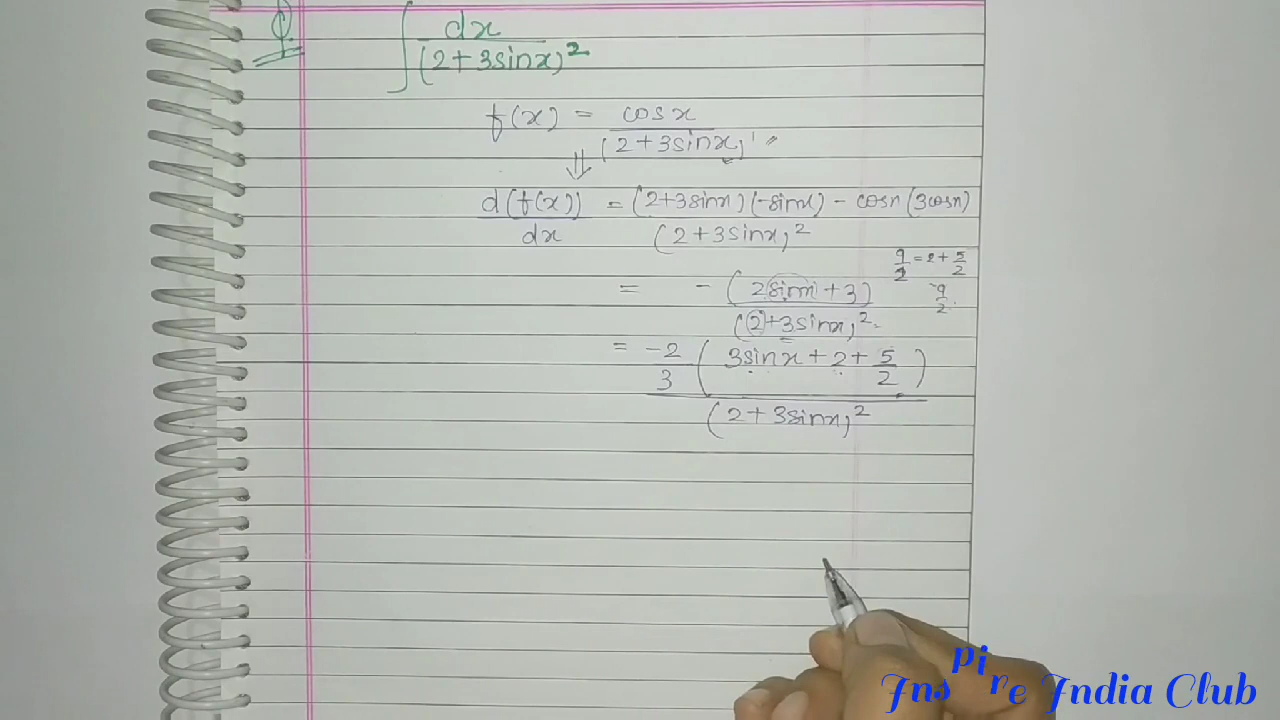 Q. ∫ dx / (2+3sinx)²
f(x) = cosx / (2+3sinx)¹
⇓
d(f(x)) / dx = (2+3sinx)(-sinx) - cosx(3cosx) / (2+3sinx)²
9/2 = 2 + 5/2
9/2
= -(2sinx+3) / (2+3sinx)²
= -2/3 (3sinx+2+5/2) / (2+3sinx)²
Inspire India Club